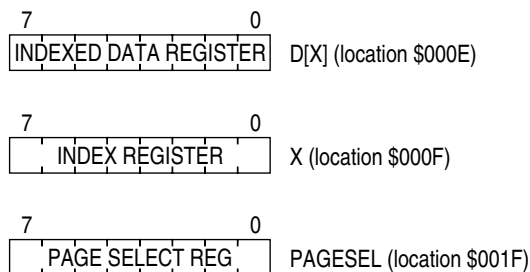 7 0
INDEXED DATA REGISTER D[X] (location $000E)
7 0
INDEX REGISTER X (location $000F)
7 0
PAGE SELECT REG PAGESEL (location $001F)